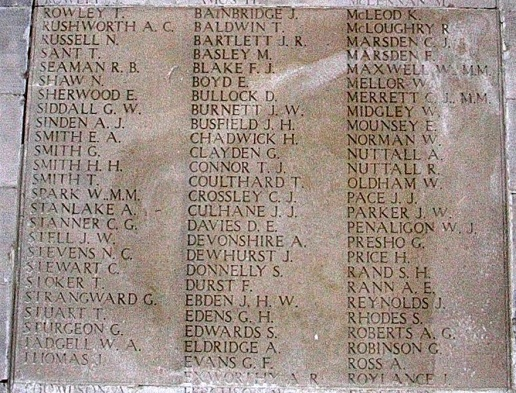 ROWLEY T.
RUSHWORTH A. C.
RUSSELL N.
SANT T.
SEAMAN R. B.
SHAW N.
SHERWOOD E.
SIDDALL G. W.
SINDEN A. J.
SMITH E. A.
SMITH G.
SMITH H. H.
SMITH T.
SPARK W., M.M.
STANLAKE A.
STANNER C. G.
STELL J. W.
STEVENS N. C.
STEWART C.
STOKER T.
STRANGWARD G.
STUART T.
STURGEON G.
TADGELL W. A.
THOMAS J.
BAINBRIDGE J.
BALDWIN T.
BARTLETT J. R.
BASLEY M.
BLAKE F. J.
BOYD E.
BULLOCK D.
BURNETT J. W.
BUSFIELD J. H.
CHADWICK H.
CLAYDEN G.
CONNOR T. J.
COULTHARD T.
CROSSLEY C. J.
CULHANE J. J.
DAVIES D. E.
DEVONSHIRE A.
DEWHURST J.
DONNELLY S.
DURST F.
EBDEN J. H. W.
EDENS G. H.
EDWARDS S.
ELDRIDGE A.
EVANS G. F.
McLEOD K.
McLOUGHRY R.
MARSDEN C. J.
MARSDEN F.
MAXWELL W., M.M.
MELLOR W.
MERRETT C. J., M.M.
MIDGLEY W.
MOUNSEY E.
NORMAN W.
NUTTALL A.
NUTTALL R.
OLDHAM W.
PACE J. J.
PARKER J. W.
PENALIGON W. J.
PRESHO G.
PRICE H.
RAND S. H.
RANN A. E.
REYNOLDS J.
RHODES S.
ROBERTS A. G.
ROBINSON G.
ROSS A.
ROYLANCE J.